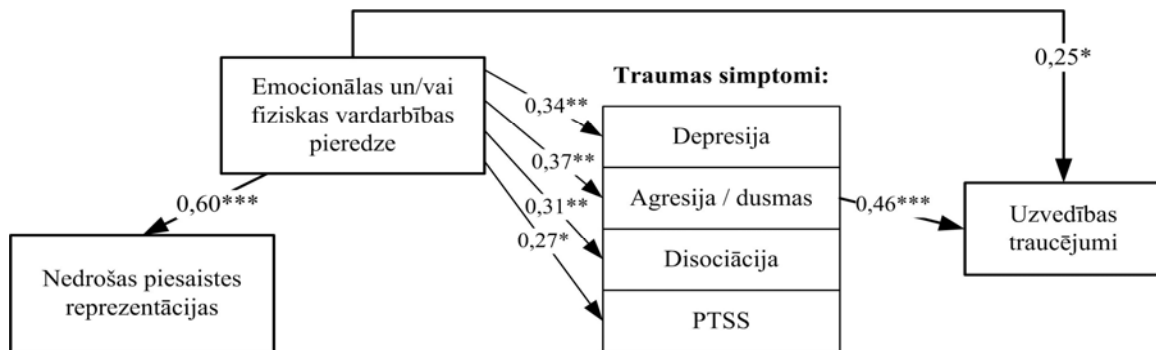 0,25*
Emocionālas un/vai
fiziskas vardarbības
pieredze
Traumas simptomi:
0,34**
Depresija
0,37**
Agresija / dusmas
0,46***
0,60***
0,31**
Uzvedības
traucējumi
0,27*
Disociācija
Nedrošas piesaistes
reprezentācijas
PTSS